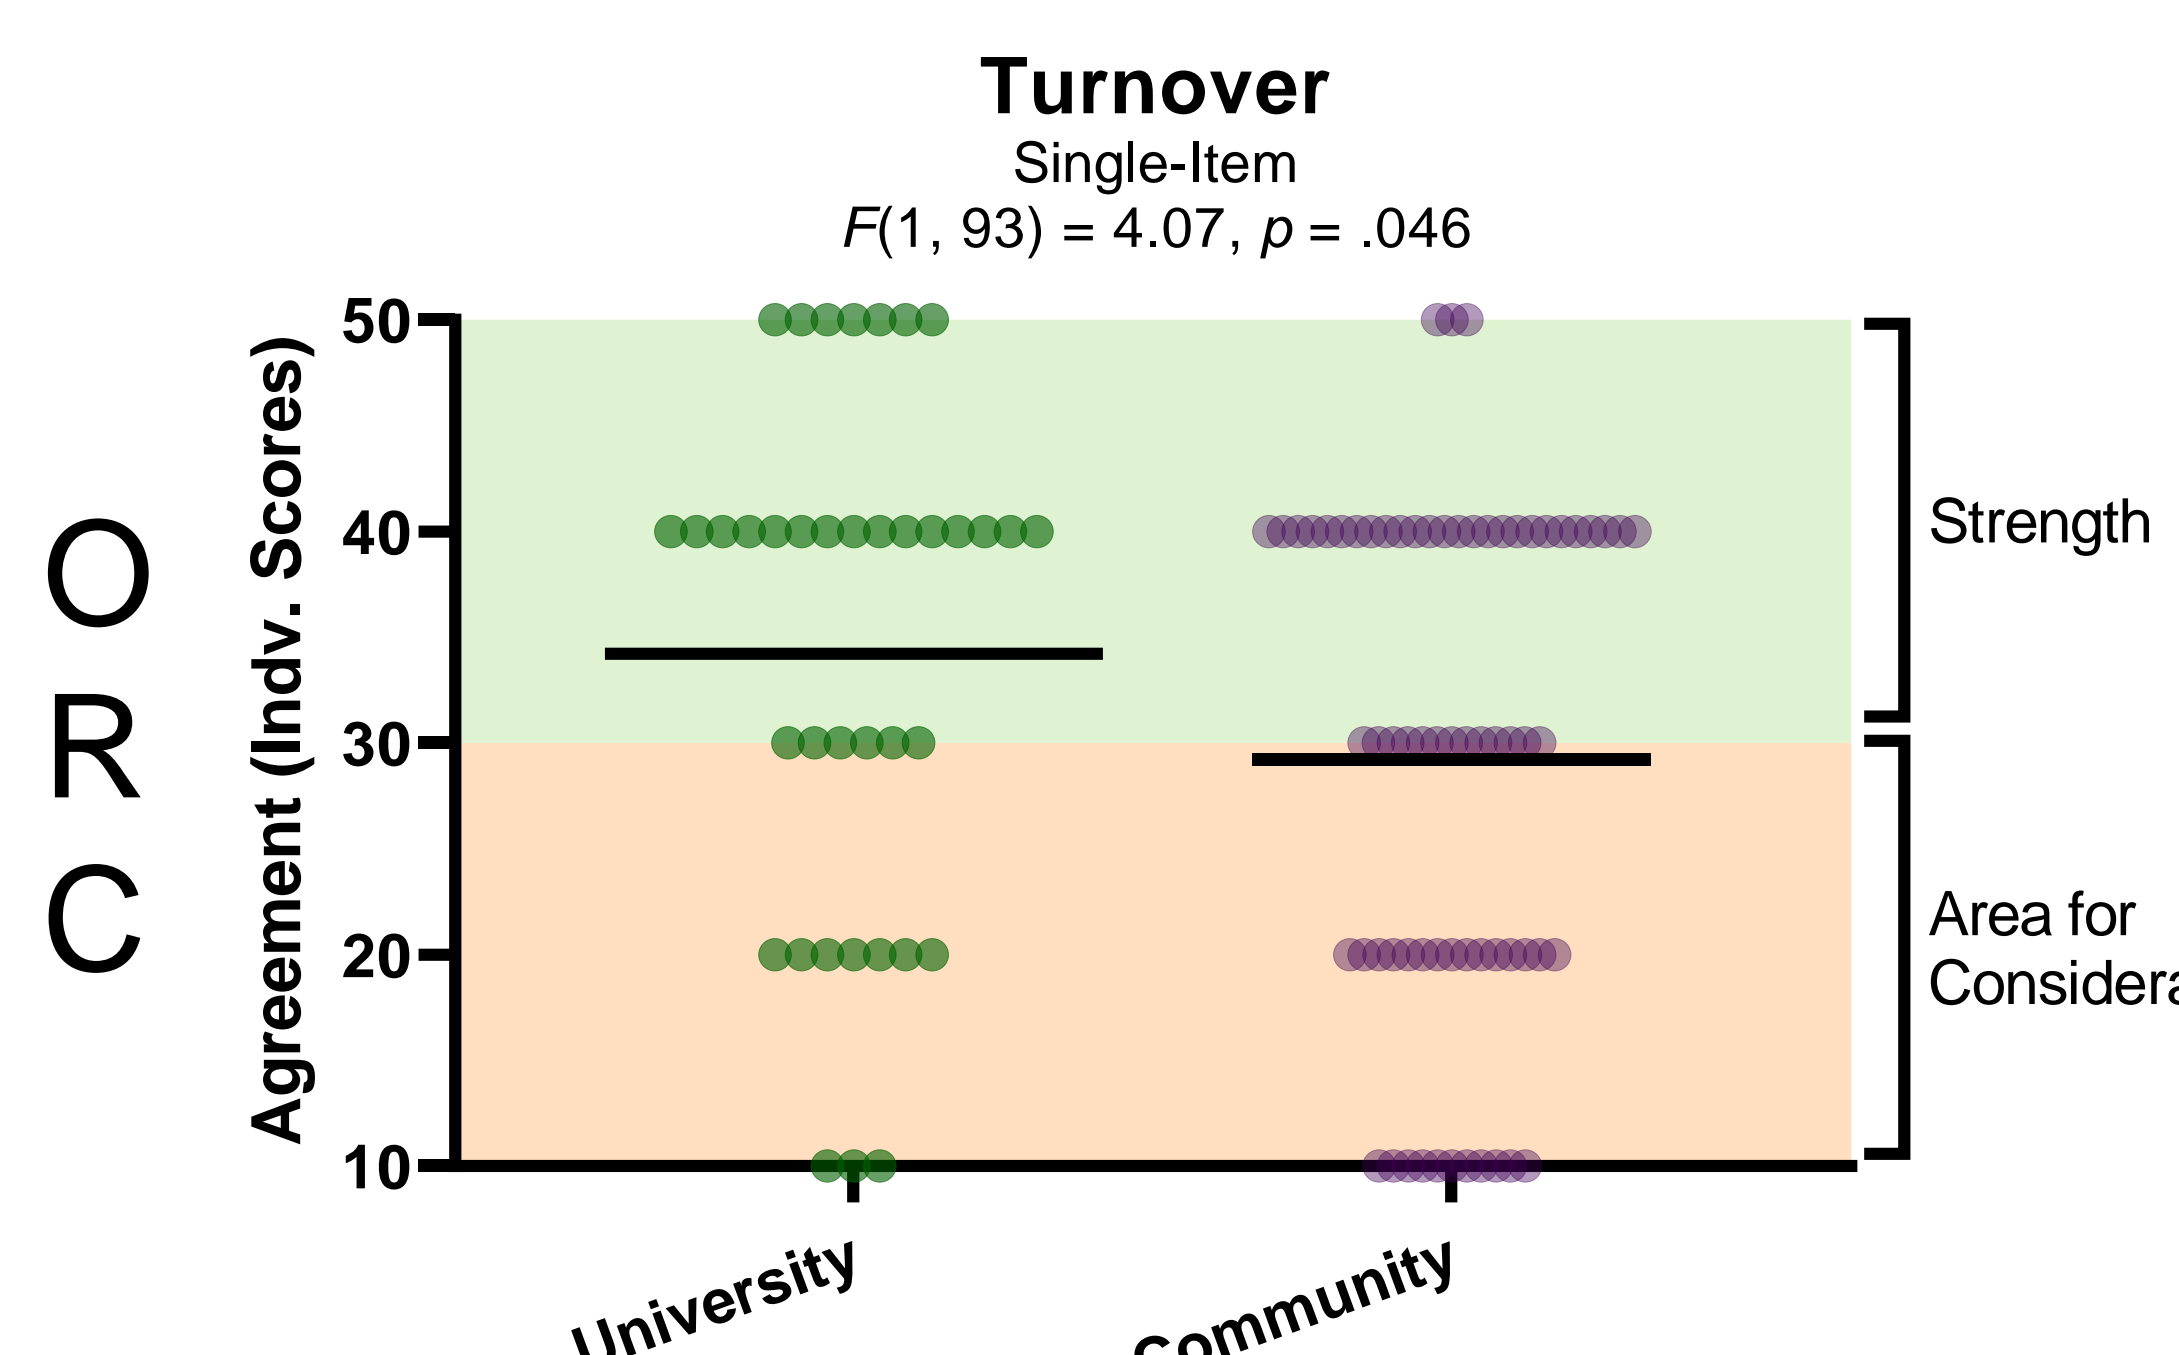 Turnover
Single-Item
F(1, 93) = 4.07, p = .046
O
R
C
Agreement (Indv. Scores)
50
40
30
20
10
Strength
Area for
University
Community